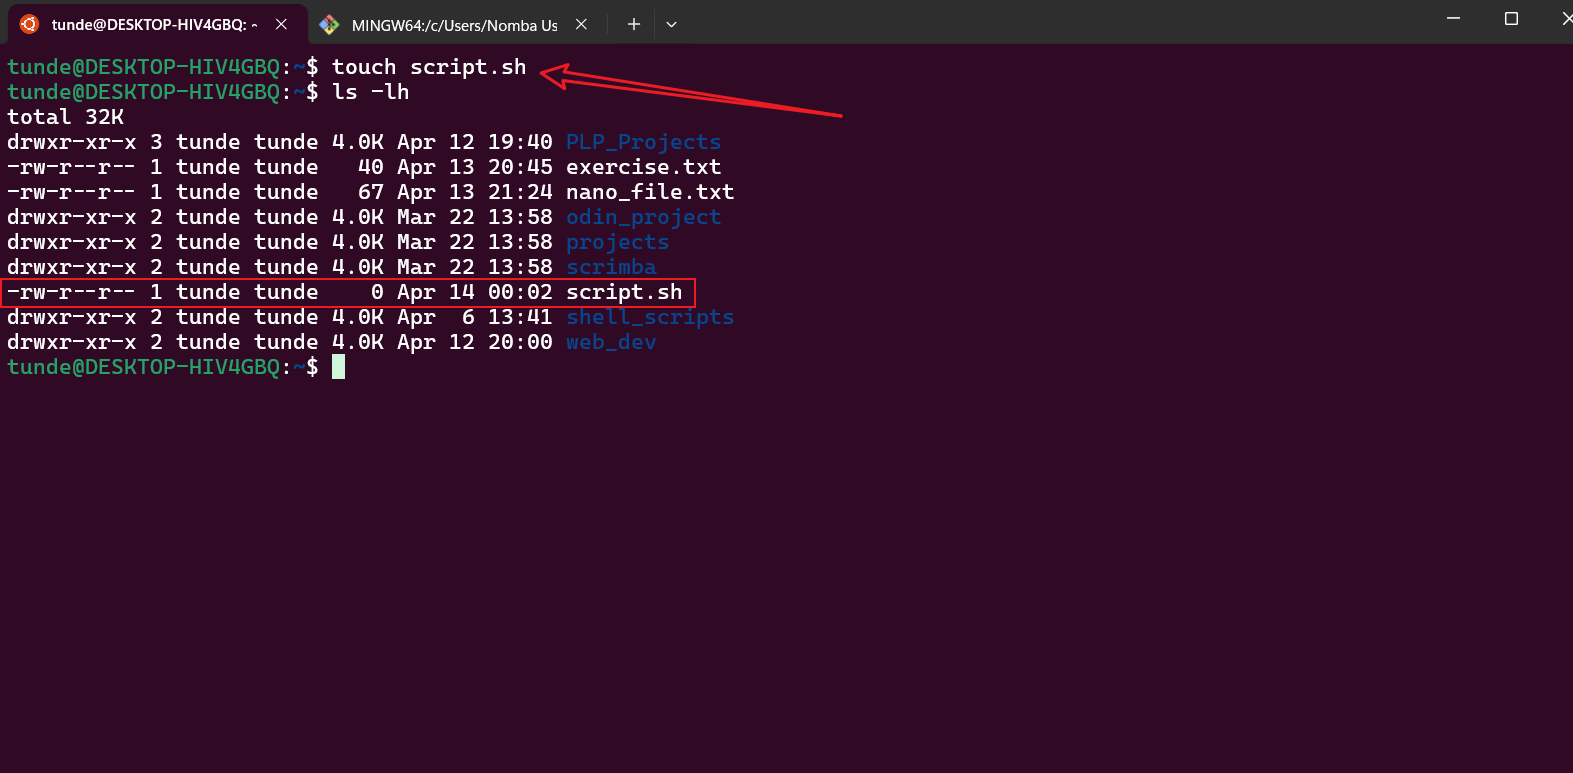 tunde@DESKTOP-HIV4GBQ: ~
MINGW64:/c/Users/Nomba Us
tunde@DESKTOP-HIV4GBQ:~$ touch script.sh
tunde@DESKTOP-HIV4GBQ:~$ ls -lh
total 32K
drwxr-xr-x 3 tunde tunde 4.0K Apr 12 19:40 PLP_Projects
-rw-r--r-- 1 tunde tunde   40 Apr 13 20:45 exercise.txt
-rw-r--r-- 1 tunde tunde   67 Apr 13 21:24 nano_file.txt
drwxr-xr-x 2 tunde tunde 4.0K Mar 22 13:58 odin_project
drwxr-xr-x 2 tunde tunde 4.0K Mar 22 13:58 projects
drwxr-xr-x 2 tunde tunde 4.0K Mar 22 13:58 scrimba
-rw-r--r-- 1 tunde tunde    0 Apr 14 00:02 script.sh
drwxr-xr-x 2 tunde tunde 4.0K Apr  6 13:41 shell_scripts
drwxr-xr-x 2 tunde tunde 4.0K Apr 12 20:00 web_dev
tunde@DESKTOP-HIV4GBQ:~$